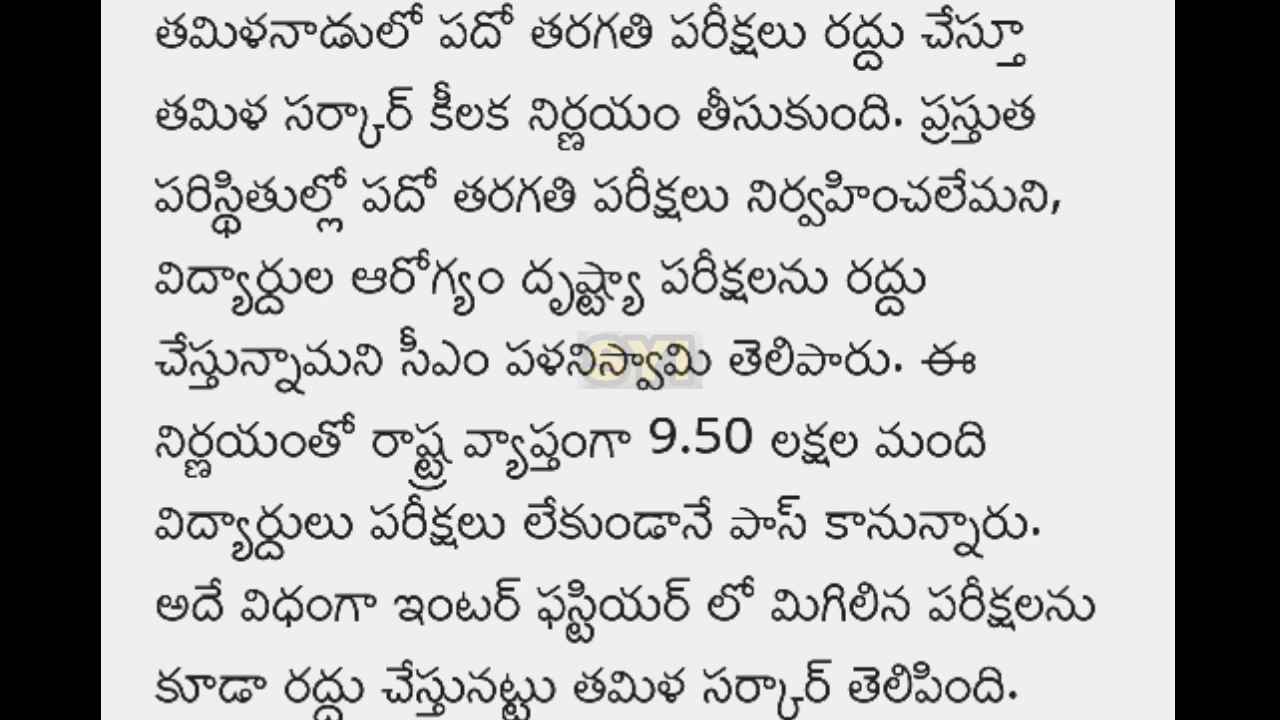 తమిళనాడులో పదో తరగతి పరీక్షలు రద్దు చేస్తూ
తమిళ సర్కార్ కీలక నిర్ణయం తీసుకుంది. ప్రస్తుత
పరిస్థితుల్లో పదో తరగతి పరీక్షలు నిర్వహించలేమని,
విద్యార్దుల ఆరోగ్యం దృష్ట్యా పరీక్షలను రద్దు
చేస్తున్నామని సీఎం పళనిస్వామి తెలిపారు. ఈ
నిర్ణయంతో రాష్ట్ర వ్యాప్తంగా 9.50 లక్షల మంది
విద్యార్దులు పరీక్షలు లేకుండానే పాస్ కానున్నారు.
అదే విధంగా ఇంటర్ ఫస్టియర్ లో మిగిలిన పరీక్షలను
కూడా రద్దు చేస్తునట్టు తమిళ సర్కార్ తెలిపింది.